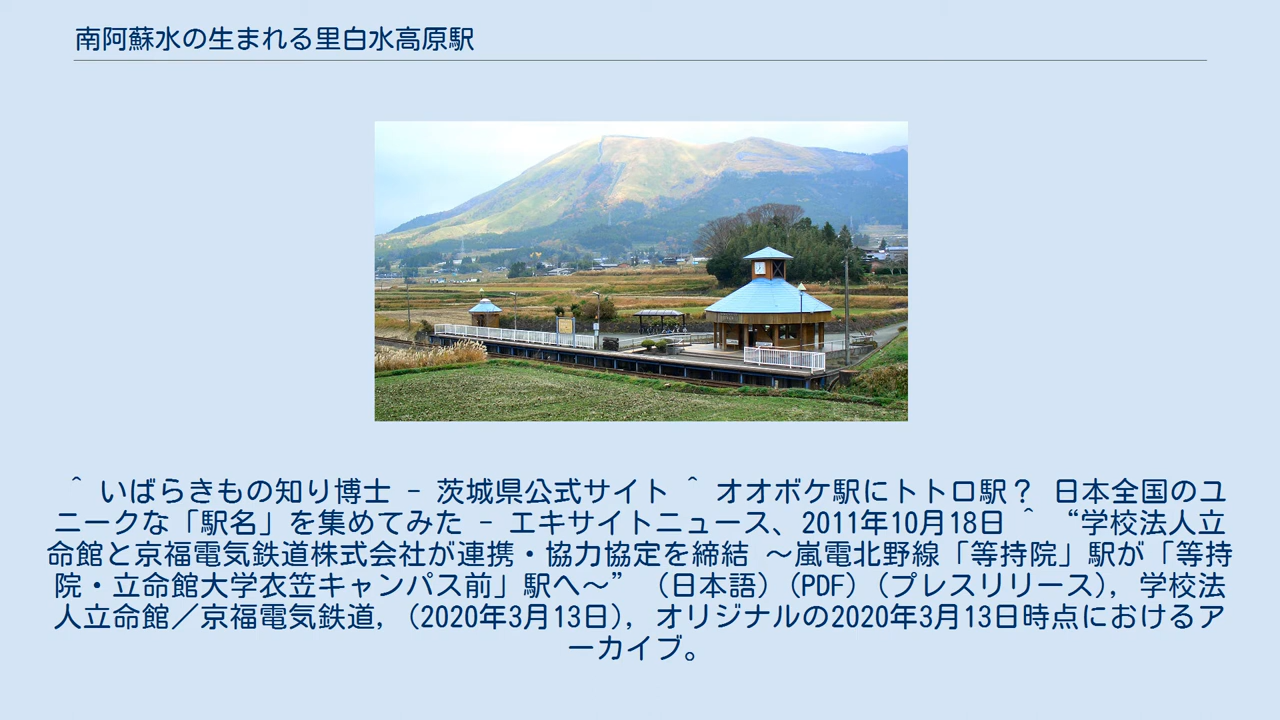 南阿蘇水の生まれる里白水高原駅
^ いばらきもの知り博士 - 茨城県公式サイト ^ オオボケ駅にトトロ駅？ 日本全国のユ
ニークな「駅名」を集めてみた - エキサイトニュース、2011年10月18日 ^ “学校法人立
命館と京福電気鉄道株式会社が連携・協力協定を締結 〜嵐電北野線「等持院」駅が「等持
院・立命館大学衣笠キャンパス前」駅へ〜” （日本語）（PDF）（プレスリリース）, 学校法
人立命館／京福電気鉄道, （2020年3月13日）, オリジナルの2020年3月13日時点におけるア
ーカイブ。